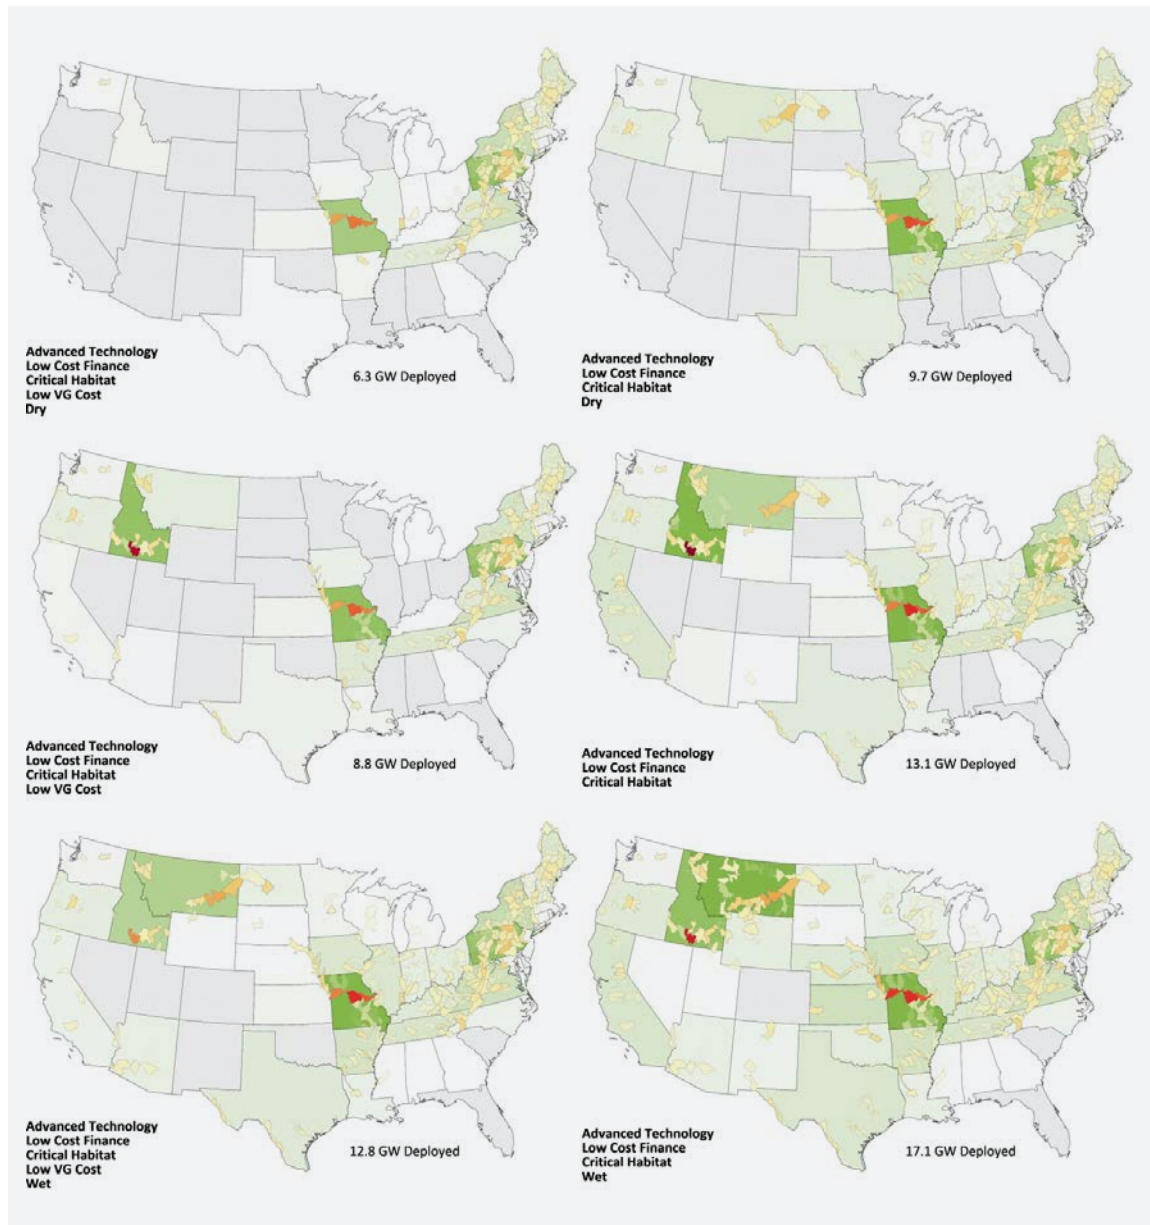 Advanced Technology
Low Cost Finance
Critical Habitat
Low VG Cost
Dry
6.3 GW Deployed
Advanced Technology
Low Cost Finance
Critical Habitat
Dry
9.7 GW Deployed
Advanced Technology
Low Cost Finance
Critical Habitat
Low VG Cost
8.8 GW Deployed
Advanced Technology
Low Cost Finance
Critical Habitat
13.1 GW Deployed
Advanced Technology
Low Cost Finance
Critical Habitat
Low VG Cost
Wet
12.8 GW Deployed
Advanced Technology
Low Cost Finance
Critical Habitat
Wet
17.1 GW Deployed